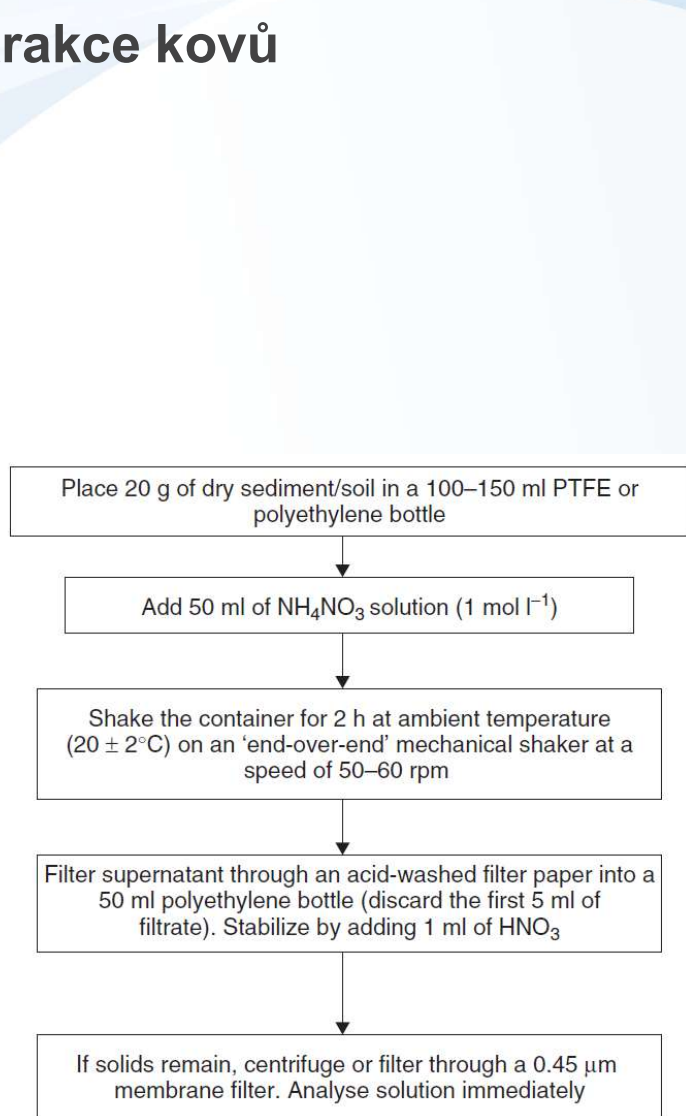 rakce kovů
Place 20 g of dry sediment/soil in a 100–150 ml PTFE or
polyethylene bottle
Add 50 ml of NH₄NO₃ solution (1 mol l⁻¹)
Shake the container for 2 h at ambient temperature
(20 ± 2°C) on an ‘end-over-end’ mechanical shaker at a
speed of 50–60 rpm
Filter supernatant through an acid-washed filter paper into a
50 ml polyethylene bottle (discard the first 5 ml of
filtrate). Stabilize by adding 1 ml of HNO₃
If solids remain, centrifuge or filter through a 0.45 μm
membrane filter. Analyse solution immediately